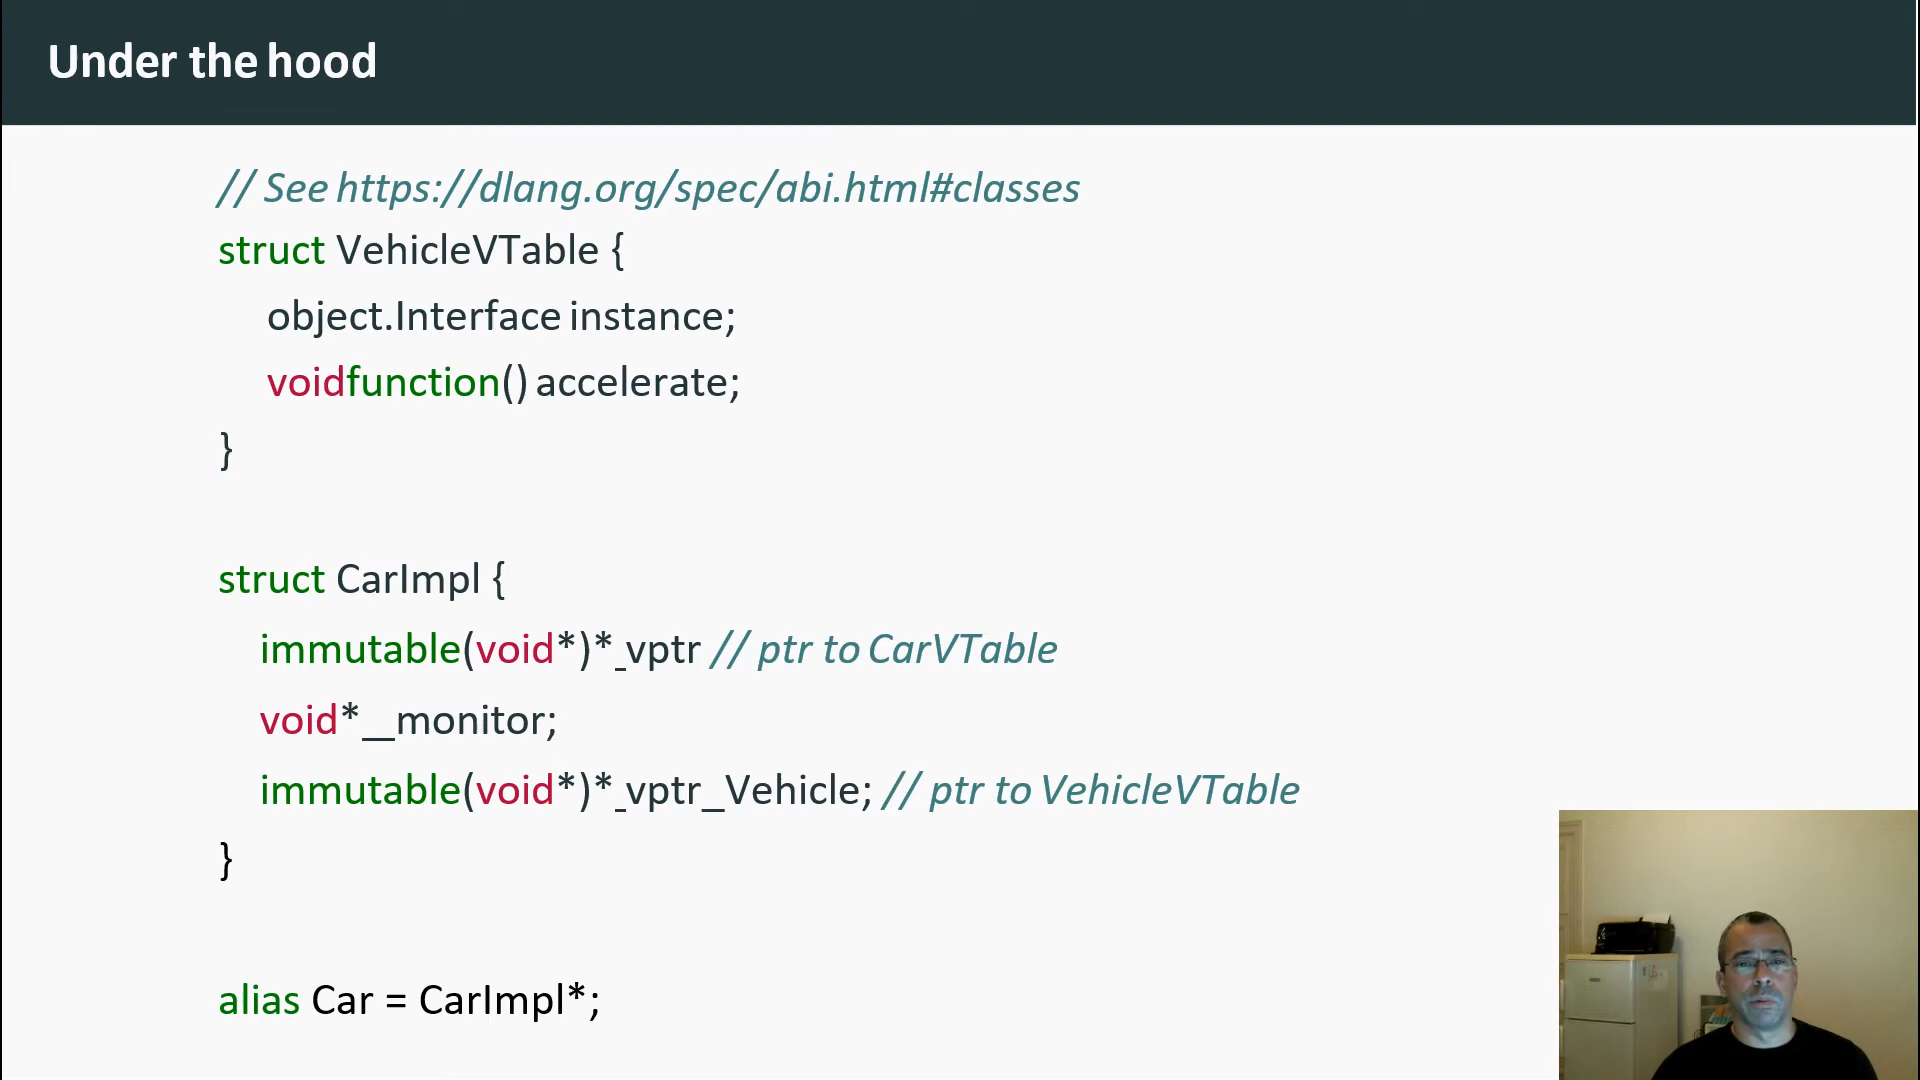 Under the hood
// See https://dlang.org/spec/abi.html#classes
struct VehicleVTable {
object.Interface instance;
voidfunction() accelerate;
}
struct CarImpl {
immutable(void*)*_vptr // ptr to CarVTable
void*__monitor;
immutable(void*)*_vptr_Vehicle; // ptr to VehicleVTable
}
alias Car = CarImpl*;